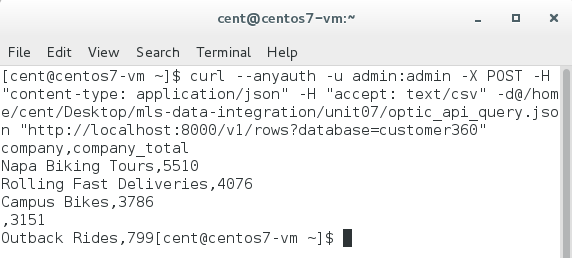 cent@centos7-vm:~
File Edit View Search Terminal Help
[cent@centos7-vm ~]$ curl --anyauth -u admin:admin -X POST -H
"content-type: application/json" -H "accept: text/csv" -d@/hom
e/cent/Desktop/mls-data-integration/unit07/optic_api_query.jso
n "http://localhost:8000/v1/rows?database=customer360"
company,company_total
Napa Biking Tours,5510
Rolling Fast Deliveries,4076
Campus Bikes,3786
,3151
Outback Rides,799[cent@centos7-vm ~]$